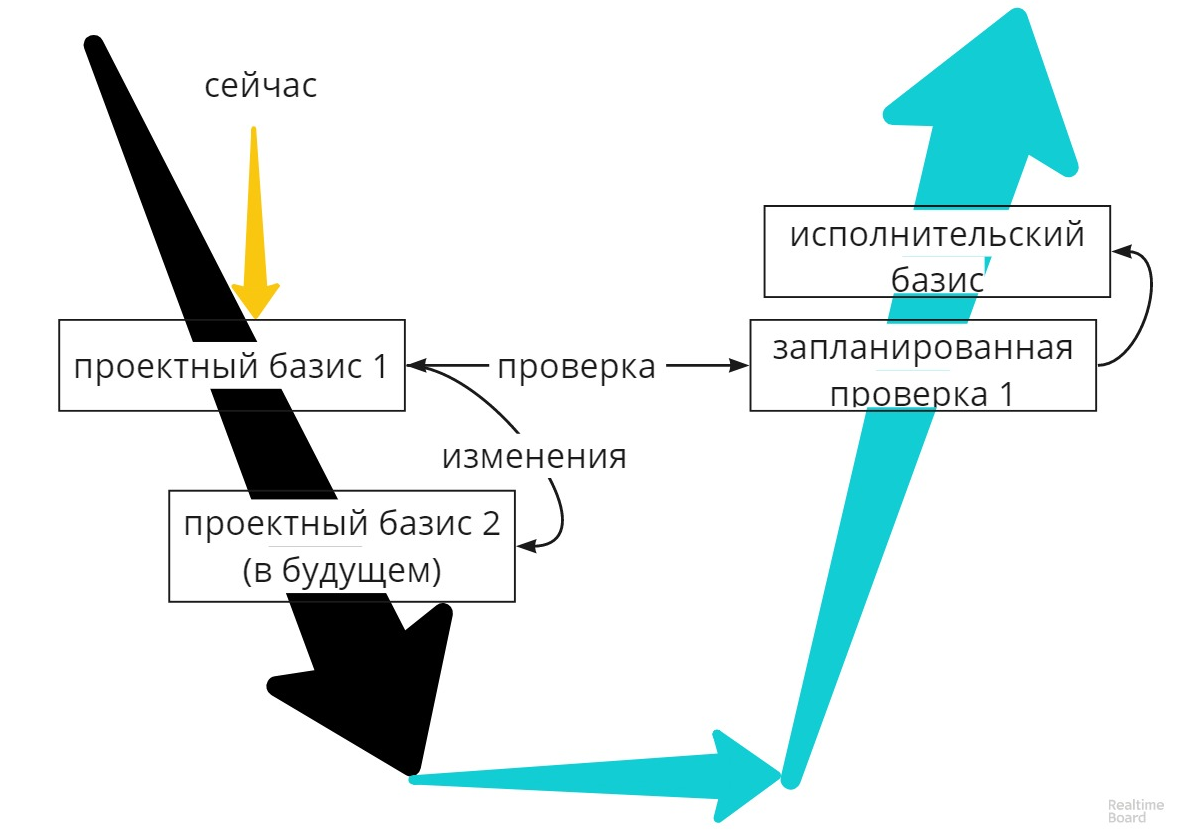 сейчас
исполнительский
базис
проектный базис 1
проверка
запланированная
проверка 1
изменения
проектный базис 2
(в будущем)
Realtime
Board